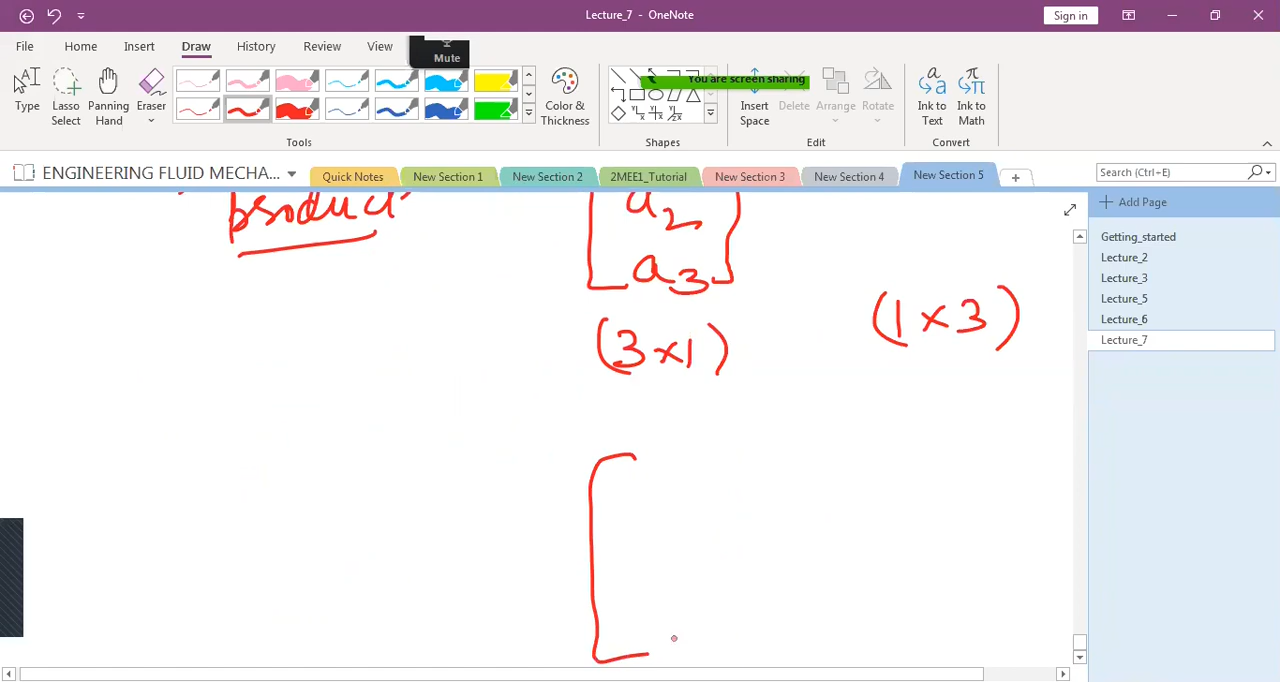 Lecture_7 - OneNote
Sign in
File Home Insert Draw History Review View
Mute
You are screen sharing
Type
Lasso Select
Panning Hand
Eraser
Color & Thickness
Insert Space
Delete
Arrange
Rotate
Ink to Text
Ink to Math
Tools
Shapes
Edit
Convert
ENGINEERING FLUID MECHA...
Quick Notes
New Section 1
New Section 2
2MEE1_Tutorial
New Section 3
New Section 4
New Section 5
Search (Ctrl+E)
Add Page
Getting_started
Lecture_2
Lecture_3
Lecture_5
Lecture_6
Lecture_7
product
a2
a3
(3×1)
(1×3)